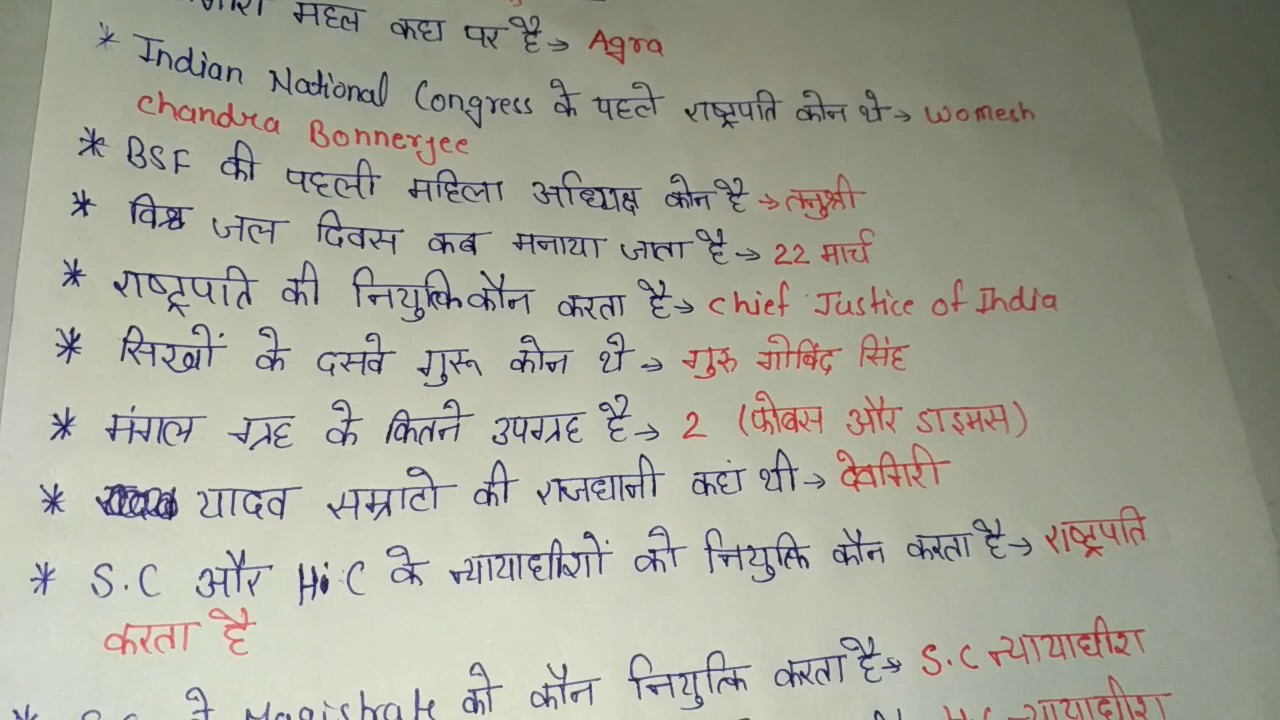 महल कहा पर है→ Agra
* Indian National Congress के पहले राष्ट्रपति कोन थे→ Womesh
Chandra Bonnerjee
* BSF की पहली महिला अधियक्ष कोन है→ तनुश्री
* विश्व जल दिवस कब मनाया जाता है→ 22 मार्च
* राष्ट्रपति की नियुक्ति कौन करता है→ Chief Justice of India
* सिखों के दसवे गुरू कोन थे→ गुरु गोबिंद सिंह
* मंगल ग्रह के कितने उपग्रह है→ 2 (फोबस और डाइमस)
* यादव सम्राटो की राजधानी कहां थी→ देवगिरी
* S.C और H.C के न्यायाधीशों को नियुक्ति कौन करता है→ राष्ट्रपति
करता है
* Magistrate को कौन नियुक्ति करता है→ S.C न्यायाधीश
H.C न्यायाधीश